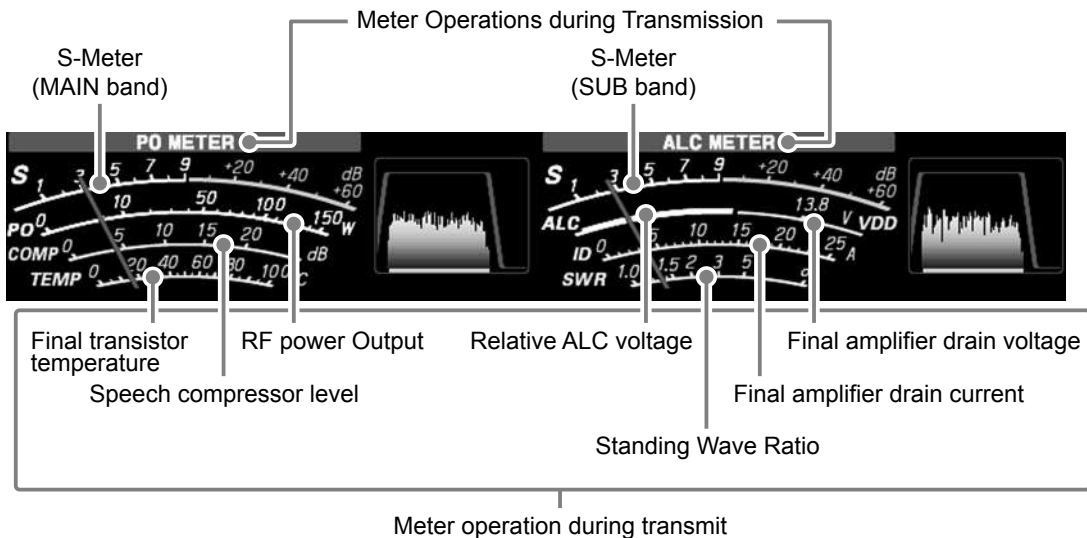 Meter Operations during Transmission
S-Meter
(MAIN band)
S-Meter
(SUB band)
PO METER
S 1 3 5 7 9 +20 +40 +60 dB
PO 0 10 50 100 150 W
COMP 0 5 10 15 20 dB
TEMP 0 20 40 60 80 100 °C
ALC METER
S 1 3 5 7 9 +20 +40 +60 dB
ALC 13.8 V VDD
ID 0 5 10 15 20 25 A
SWR 1.0 1.5 2 3 5
Final transistor
temperature
RF power Output
Speech compressor level
Relative ALC voltage
Final amplifier drain voltage
Final amplifier drain current
Standing Wave Ratio
Meter operation during transmit